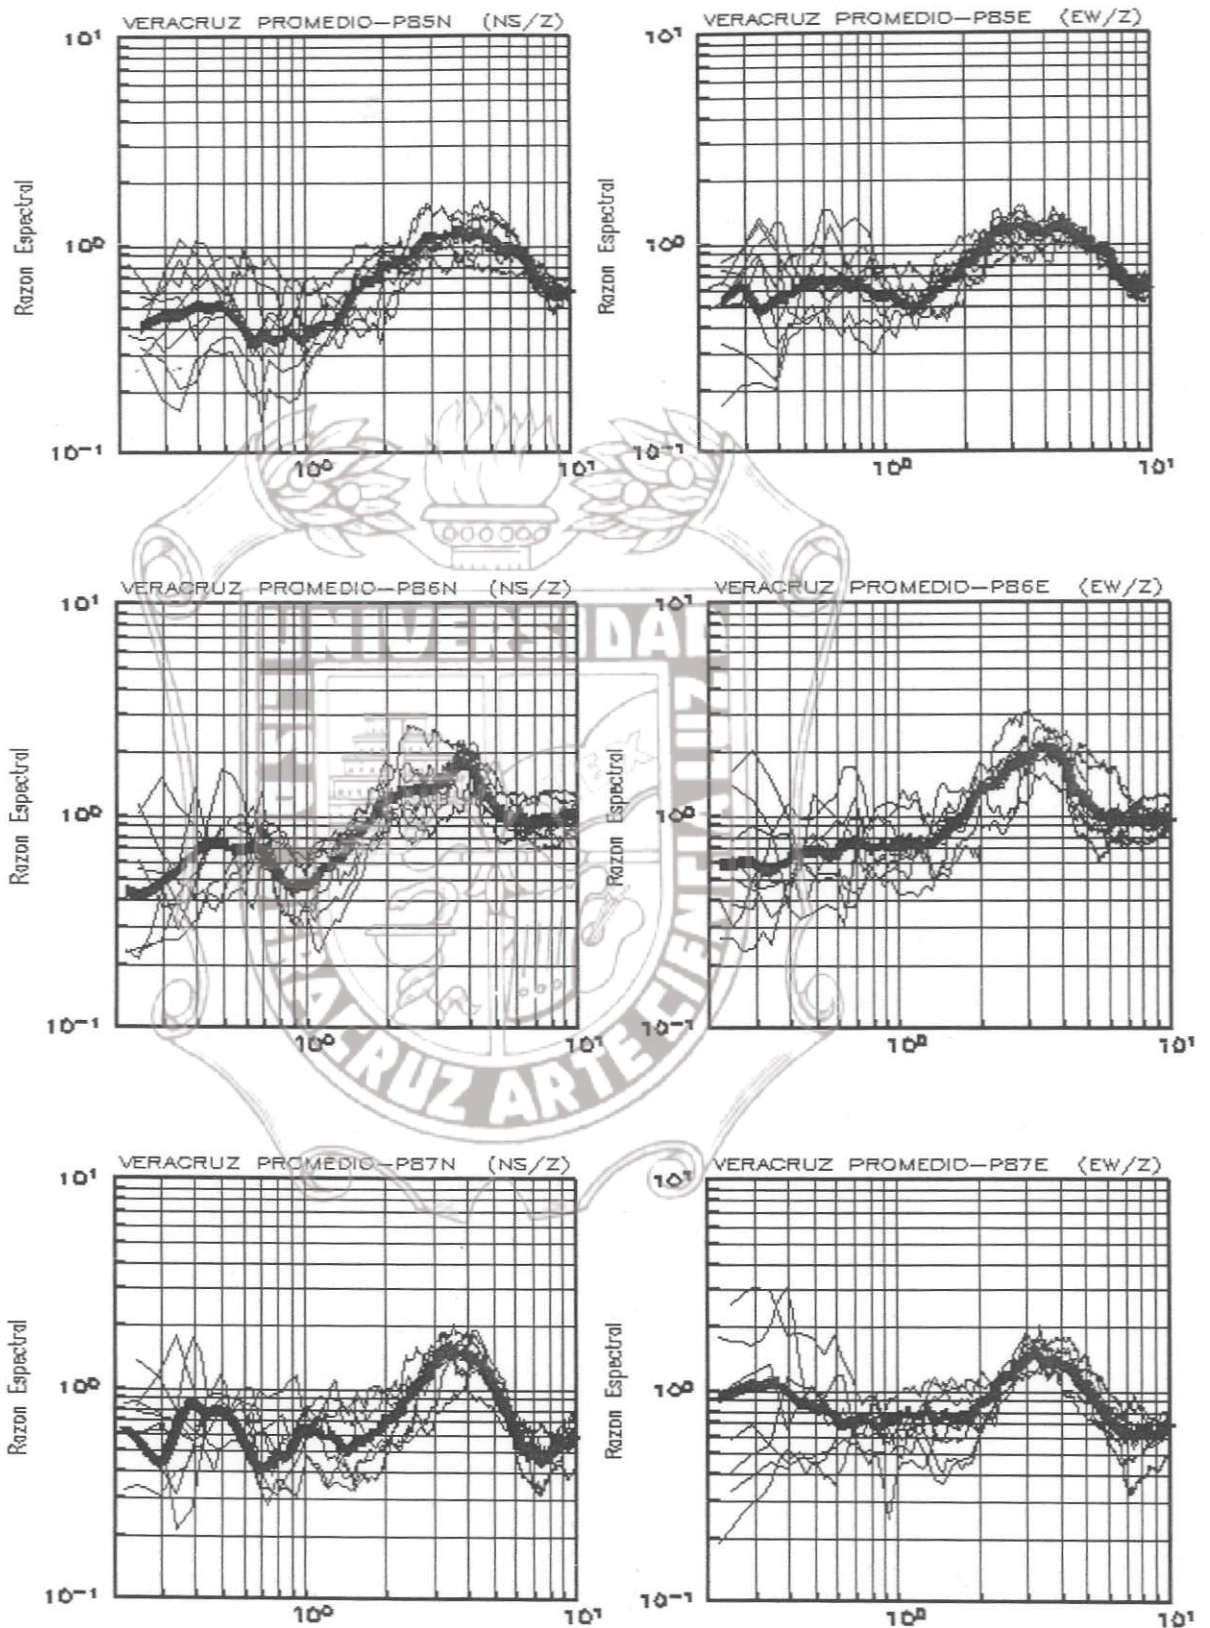 VERACRUZ PROMEDIO-P85N (NS/Z)
VERACRUZ PROMEDIO-P85E (EW/Z)
10¹
10¹
Razon Espectral
Razon Espectral
10⁰
10⁰
10⁻¹
10⁻¹
10⁰
10¹
10⁰
10¹
VERACRUZ PROMEDIO-P86N (NS/Z)
VERACRUZ PROMEDIO-P86E (EW/Z)
10¹
10¹
UNIVERSIDAD
VERACRUZANA
Razon Espectral
Razon Espectral
10⁰
10⁰
10⁻¹
10⁻¹
10⁰
10¹
10⁰
10¹
VERACRUZ ARTE CIENCIA
VERACRUZ PROMEDIO-P87N (NS/Z)
VERACRUZ PROMEDIO-P87E (EW/Z)
10¹
10¹
Razon Espectral
Razon Espectral
10⁰
10⁰
10⁻¹
10⁻¹
10⁰
10¹
10⁰
10¹